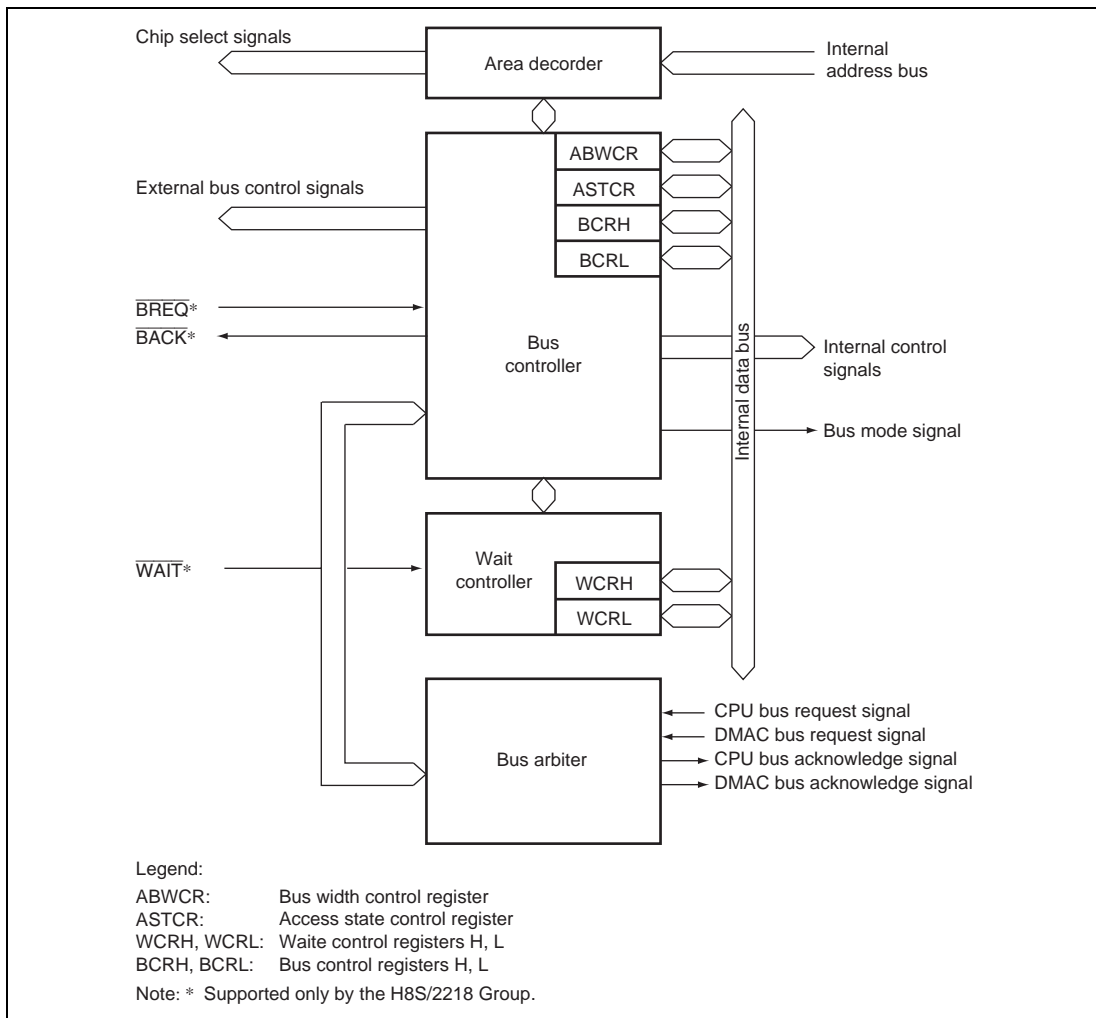 Chip select signals
Area decorder
Internal
address bus
ABWCR
ASTCR
BCRH
BCRL
External bus control signals
BREQ*
BACK*
Bus
controller
Internal data bus
Internal control
signals
Bus mode signal
WAIT*
Wait
controller
WCRH
WCRL
Bus arbiter
CPU bus request signal
DMAC bus request signal
CPU bus acknowledge signal
DMAC bus acknowledge signal
Legend:
ABWCR: Bus width control register
ASTCR: Access state control register
WCRH, WCRL: Waite control registers H, L
BCRH, BCRL: Bus control registers H, L
Note: * Supported only by the H8S/2218 Group.